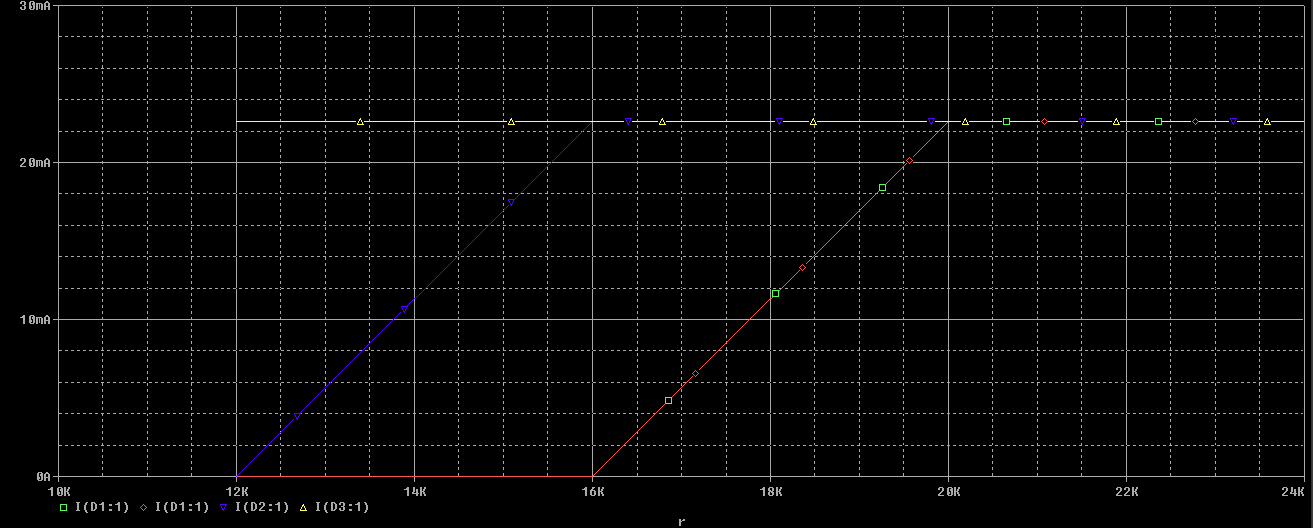 30mA
20mA
10mA
0A
10K 12K 14K 16K 18K 20K 22K 24K
I(D1:1) I(D1:1) I(D2:1) I(D3:1)
r